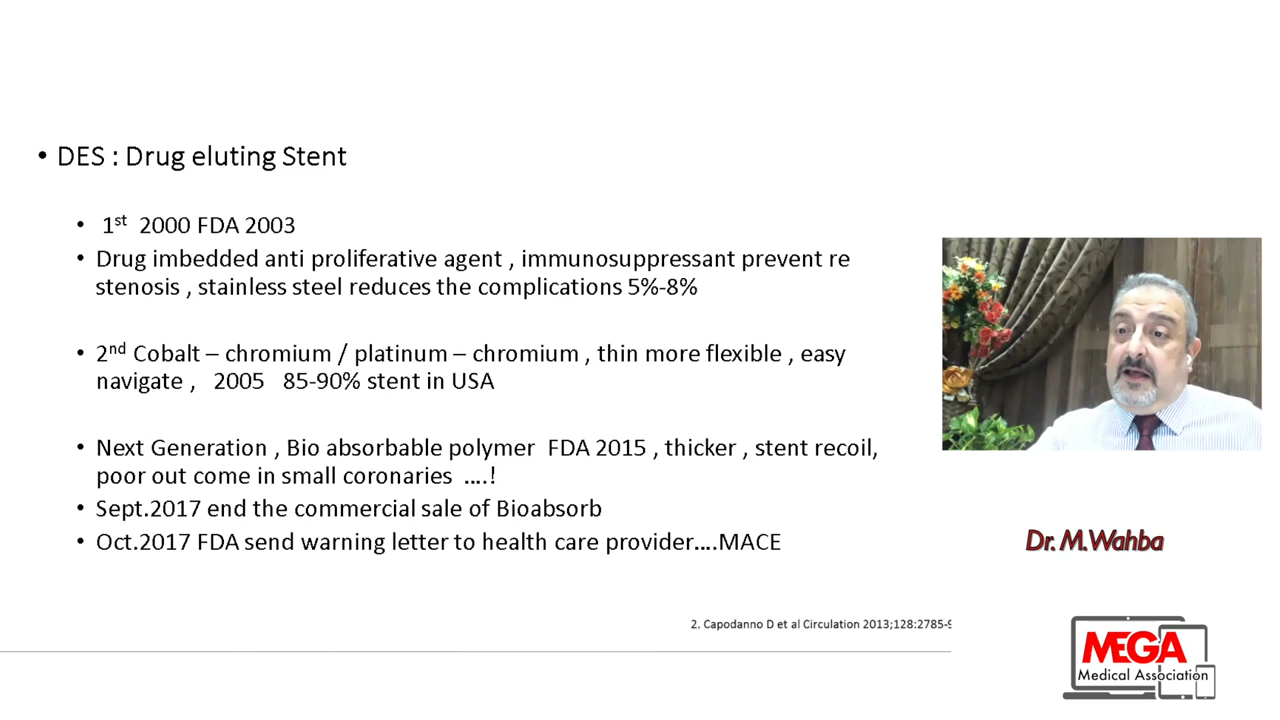 • DES : Drug eluting Stent
• 1st 2000 FDA 2003
• Drug imbedded anti proliferative agent , immunosuppressant prevent re
stenosis , stainless steel reduces the complications 5%-8%
• 2nd Cobalt – chromium / platinum – chromium , thin more flexible , easy
navigate , 2005 85-90% stent in USA
• Next Generation , Bio absorbable polymer FDA 2015 , thicker , stent recoil,
poor out come in small coronaries ….!
• Sept.2017 end the commercial sale of Bioabsorb
• Oct.2017 FDA send warning letter to health care provider….MACE
Dr. M.Wahba
2. Capodanno D et al Circulation 2013;128:2785-9
MEGA
Medical Association